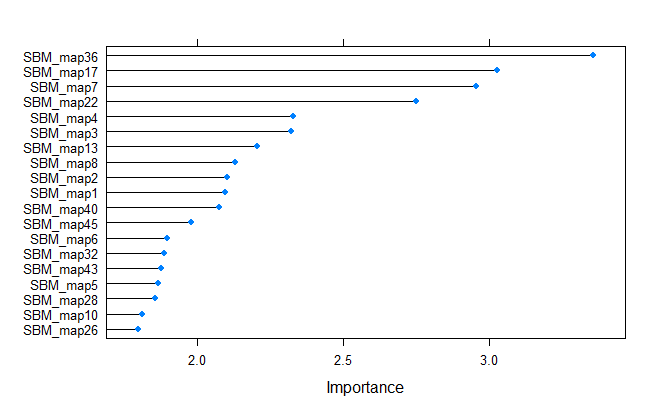 SBM_map36
SBM_map17
SBM_map7
SBM_map22
SBM_map4
SBM_map3
SBM_map13
SBM_map8
SBM_map2
SBM_map1
SBM_map40
SBM_map45
SBM_map6
SBM_map32
SBM_map43
SBM_map5
SBM_map28
SBM_map10
SBM_map26
2.0 2.5 3.0
Importance